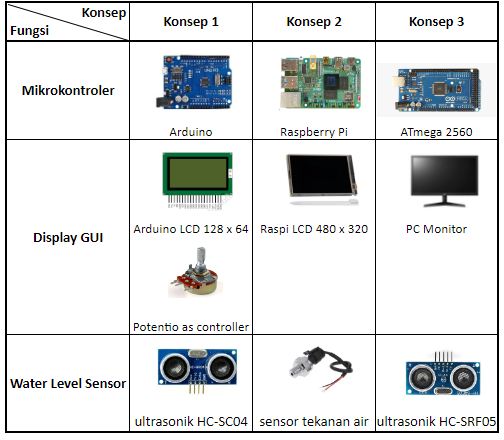 Konsep
Fungsi
Konsep 1
Konsep 2
Konsep 3
Mikrokontroler
Arduino
Raspberry Pi
ATmega 2560
Display GUI
Arduino LCD 128 x 64
Raspi LCD 480 x 320
PC Monitor
Potentio as controller
Water Level Sensor
ultrasonik HC-SC04
sensor tekanan air
ultrasonik HC-SRF05